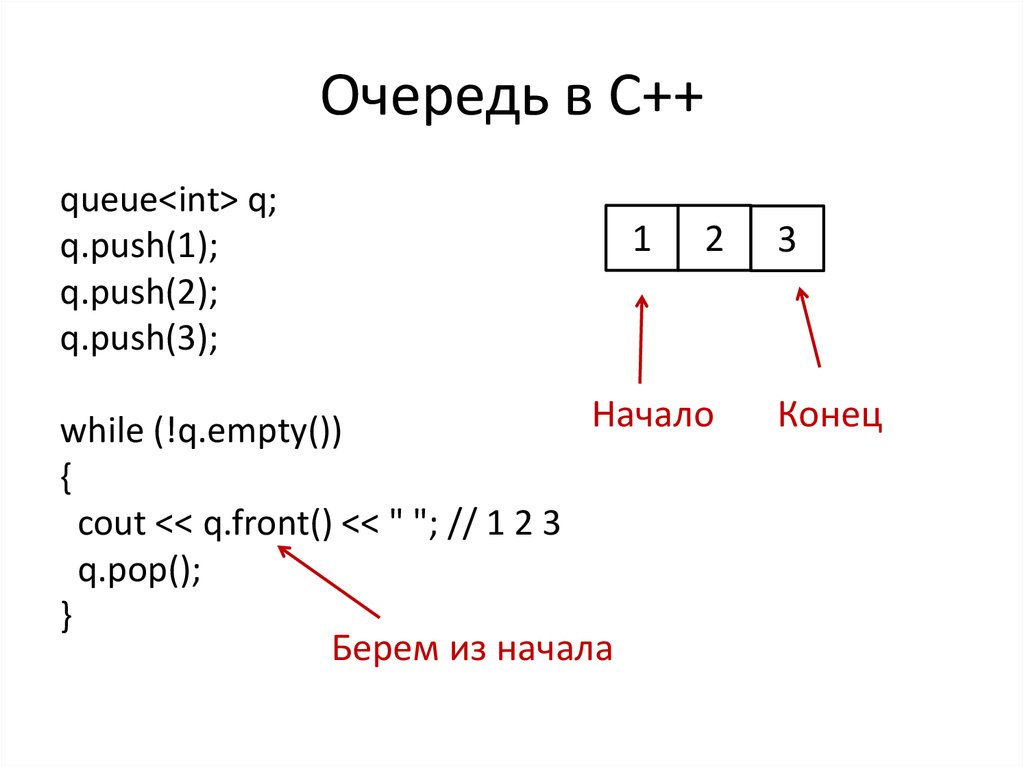 Очередь в C++
queue<int> q;
q.push(1);
q.push(2);
q.push(3);
1 2 3
Начало Конец
while (!q.empty())
{
cout << q.front() << " "; // 1 2 3
q.pop();
}
Берем из начала